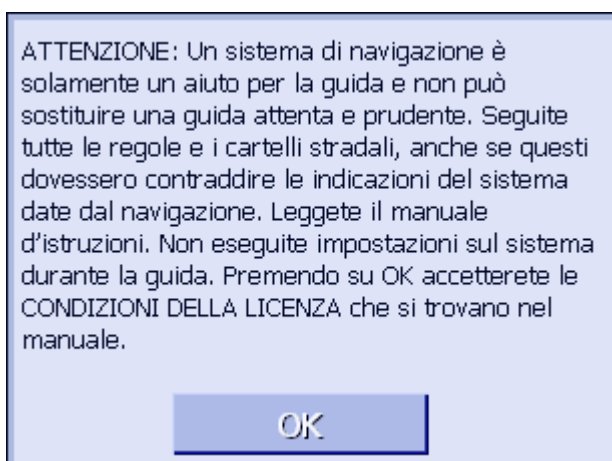 ATTENZIONE: Un sistema di navigazione è
solamente un aiuto per la guida e non può
sostituire una guida attenta e prudente. Seguite
tutte le regole e i cartelli stradali, anche se questi
dovessero contraddire le indicazioni del sistema
date dal navigazione. Leggete il manuale
d'istruzioni. Non eseguite impostazioni sul sistema
durante la guida. Premendo su OK accetterete le
CONDIZIONI DELLA LICENZA che si trovano nel
manuale.
OK